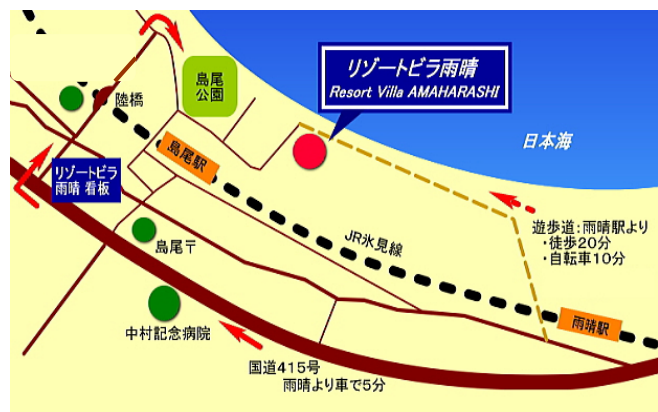 リゾートビラ雨晴
Resort Villa AMAHARASHI
島尾
公園
陸橋
日本海
島尾駅
リゾートビラ
雨晴 看板
遊歩道:雨晴駅より
・徒歩20分
・自転車10分
JR氷見線
島尾〒
雨晴駅
中村記念病院
国道415号
雨晴より車で5分